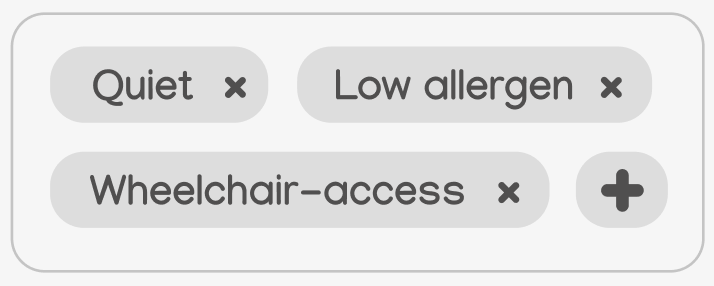 Quiet × Low allergen ×
Wheelchair-access × +